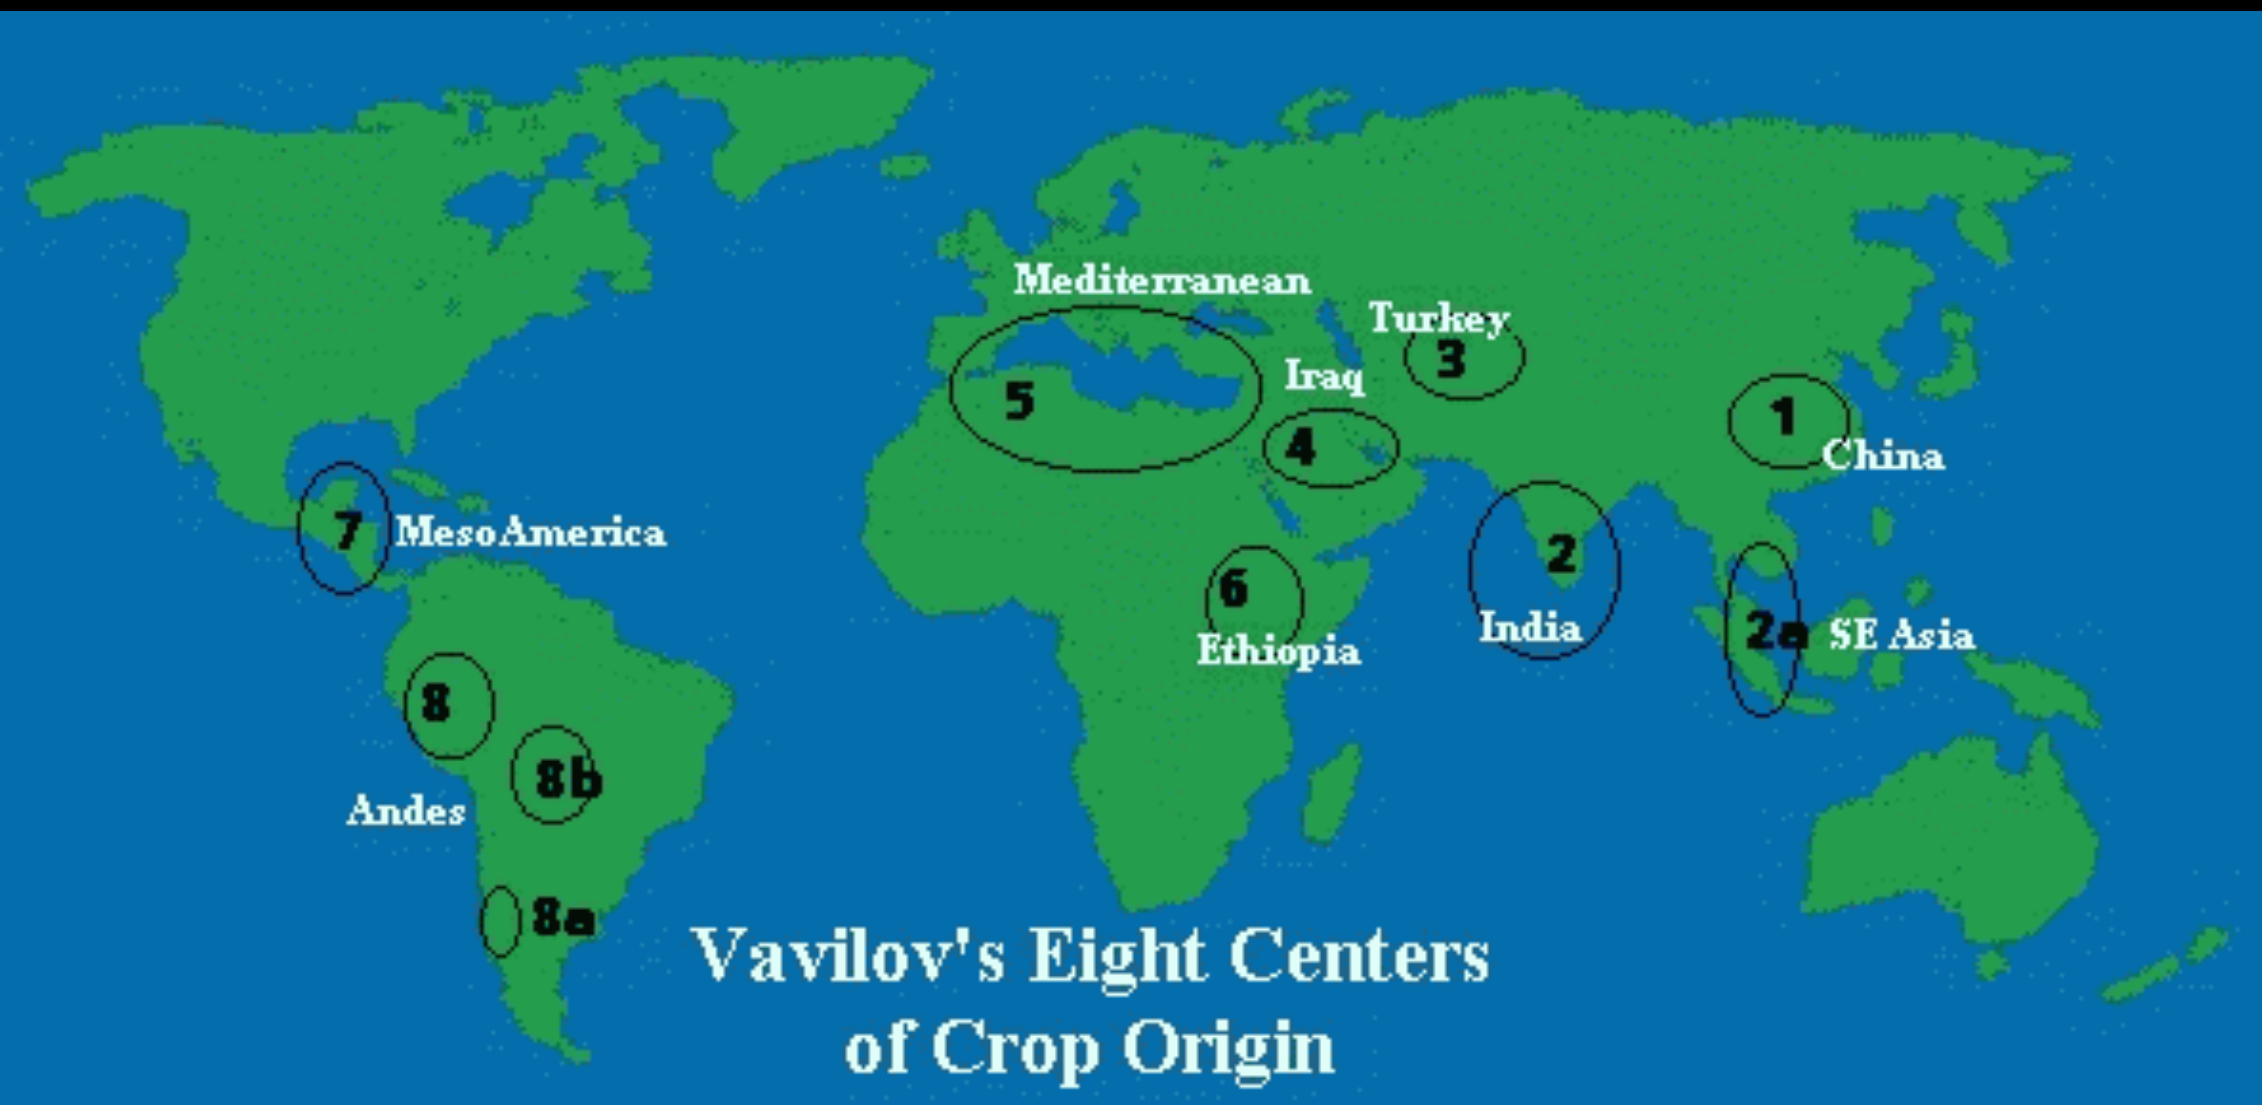 Mediterranean
Turkey
3
Iraq
5
1
4
China
7 MesoAmerica
2
6
India
Ethiopia
2a SE Asia
8
8b
Andes
8a
Vavilov's Eight Centers
of Crop Origin